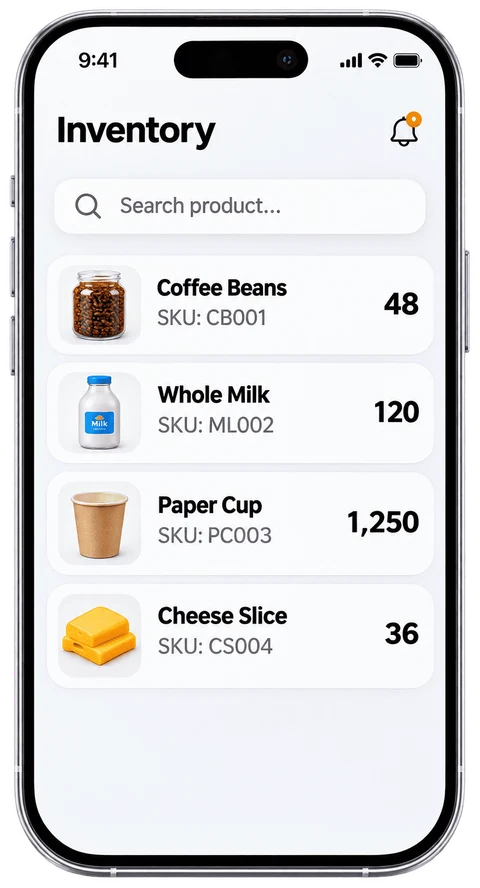 9:41
Inventory
Search product...
Coffee Beans
SKU: CB001
48
Whole Milk
SKU: ML002
120
Milk
Paper Cup
SKU: PC003
1,250
Cheese Slice
SKU: CS004
36